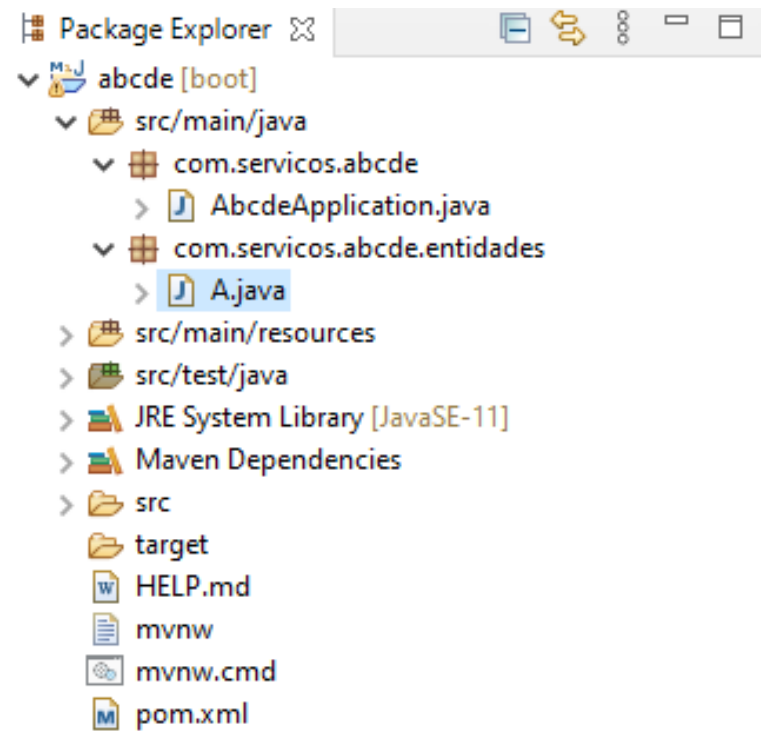 Package Explorer
abcde [boot]
src/main/java
com.servicos.abcde
AbcdeApplication.java
com.servicos.abcde.entidades
A.java
src/main/resources
src/test/java
JRE System Library [JavaSE-11]
Maven Dependencies
src
target
HELP.md
mvnw
mvnw.cmd
pom.xml